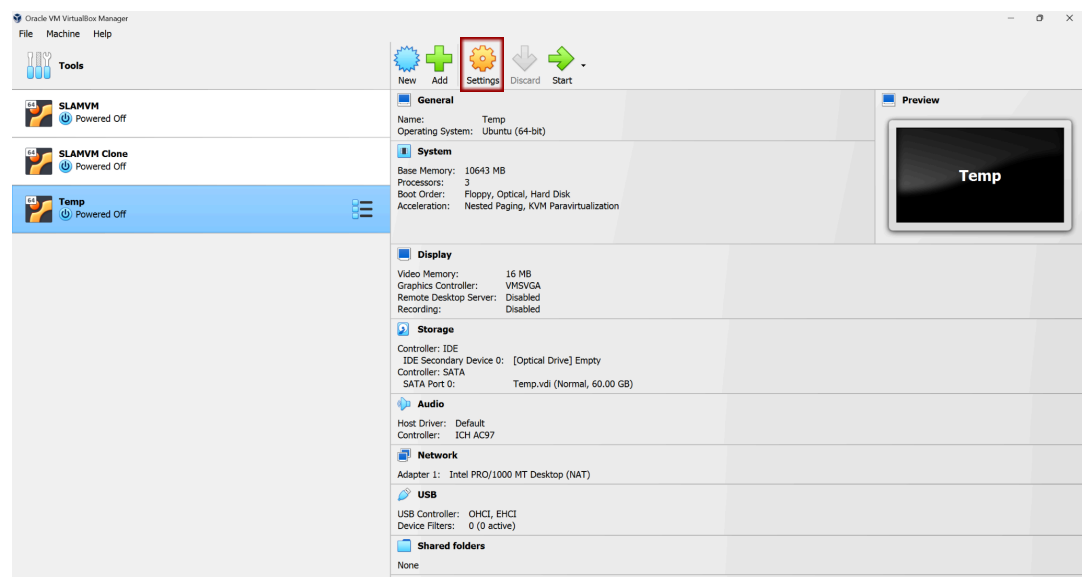 Oracle VM VirtualBox Manager
File Machine Help
Tools
New Add Settings Discard Start
64 SLAMVM
Powered Off
64 SLAMVM Clone
Powered Off
64 Temp
Powered Off
General
Name: Temp
Operating System: Ubuntu (64-bit)
System
Base Memory: 10643 MB
Processors: 3
Boot Order: Floppy, Optical, Hard Disk
Acceleration: Nested Paging, KVM Paravirtualization
Preview
Temp
Display
Video Memory: 16 MB
Graphics Controller: VMSVGA
Remote Desktop Server: Disabled
Recording: Disabled
Storage
Controller: IDE
IDE Secondary Device 0: [Optical Drive] Empty
Controller: SATA
SATA Port 0: Temp.vdi (Normal, 60.00 GB)
Audio
Host Driver: Default
Controller: ICH AC97
Network
Adapter 1: Intel PRO/1000 MT Desktop (NAT)
USB
USB Controller: OHCI, EHCI
Device Filters: 0 (0 active)
Shared folders
None